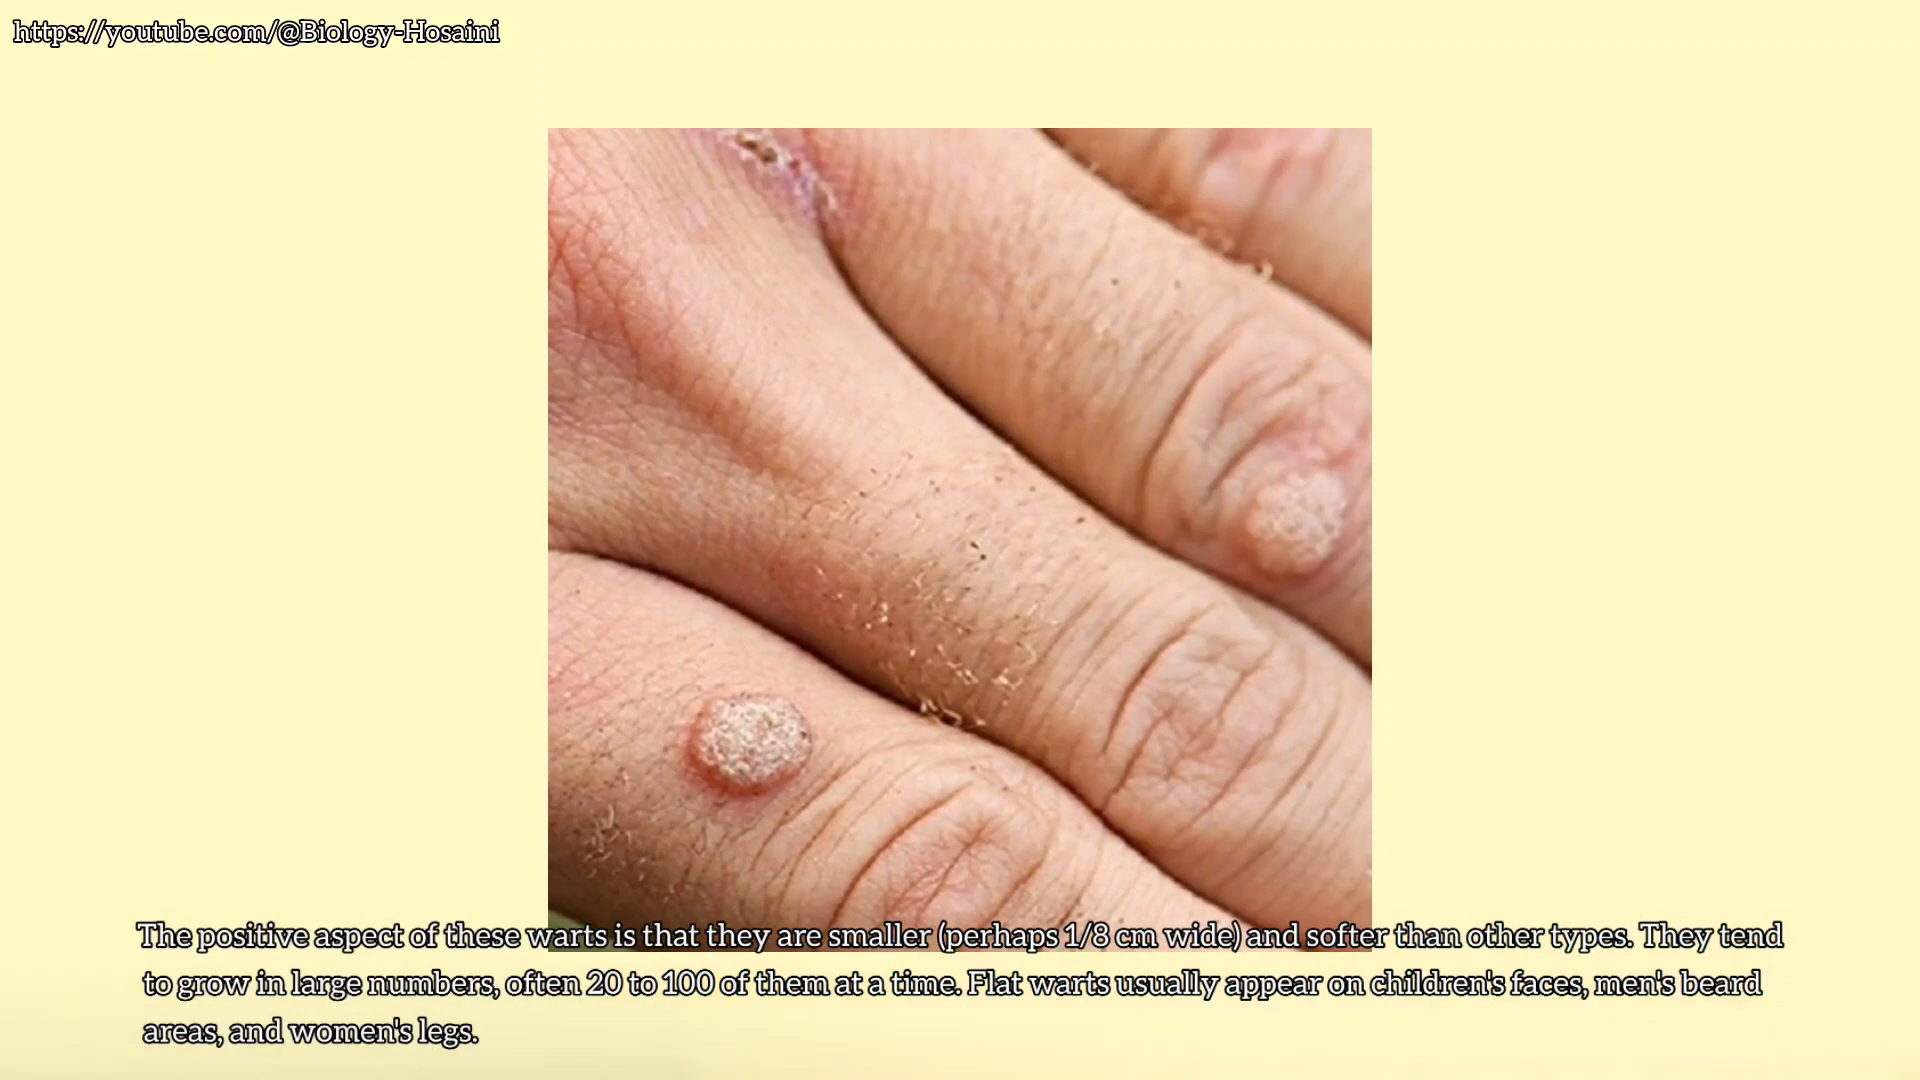 https://youtube.com/@Biology-Hosaini
The positive aspect of these warts is that they are smaller (perhaps 1/8 cm wide) and softer than other types. They tend
to grow in large numbers, often 20 to 100 of them at a time. Flat warts usually appear on children's faces, men's beard
areas, and women's legs.